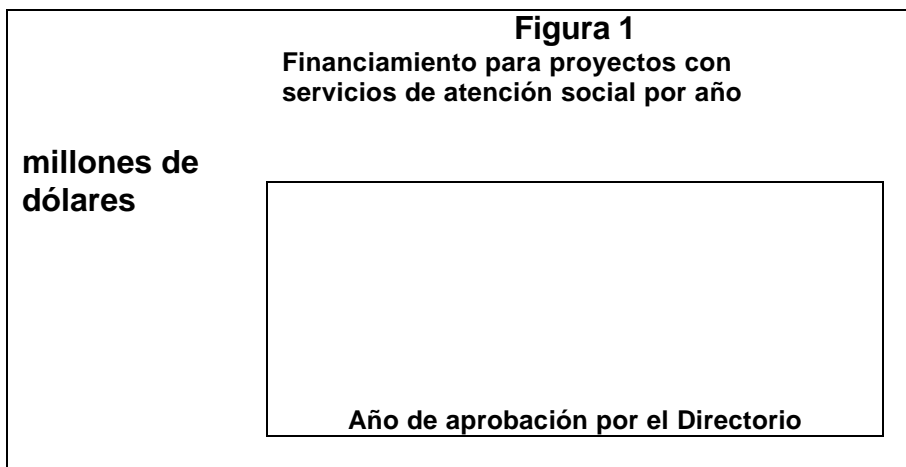 Figura 1
Financiamiento para proyectos con
servicios de atención social por año
millones de
dólares
Año de aprobación por el Directorio